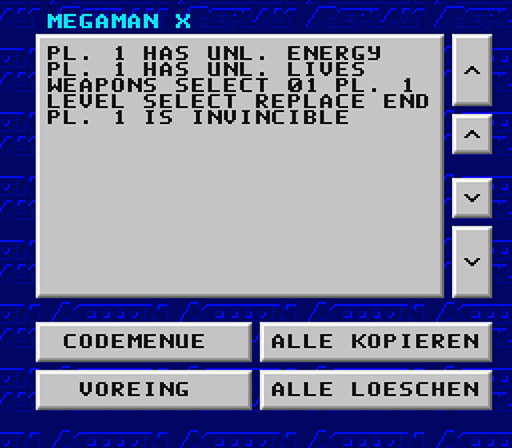 MEGAMAN X
PL. 1 HAS UNL. ENERGY
PL. 1 HAS UNL. LIVES
WEAPONS SELECT 01 PL. 1
LEVEL SELECT REPLACE END
PL. 1 IS INVINCIBLE
CODEMENUE
ALLE KOPIEREN
VOREING
ALLE LOESCHEN